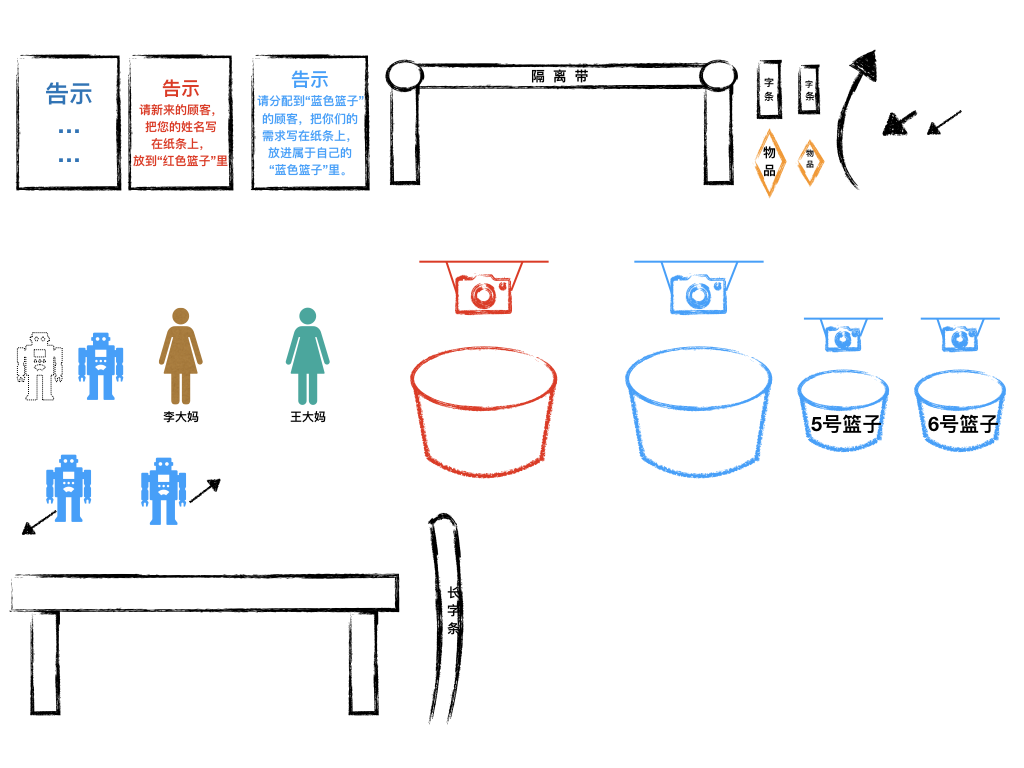 告示
...
...
告示
请新来的顾客，
把您的姓名写
在纸条上，
放到“红色篮子”里
告示
请分配到“蓝色篮子”
的顾客，把你们的
需求写在纸条上，
放进属于自己的
“蓝色篮子”里。
隔 离 带
字
条
字
条
物
品
物
品
李大妈
王大妈
5号篮子
6号篮子
长
字
条